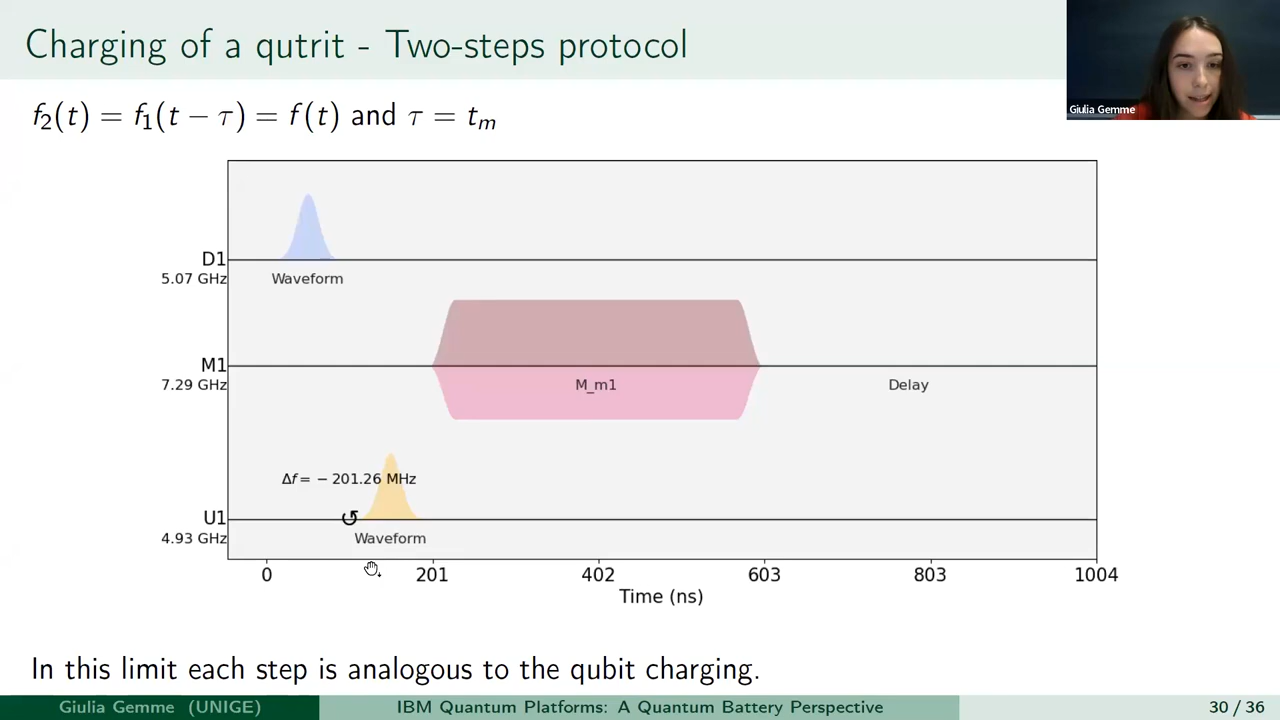 Charging of a qutrit - Two-steps protocol
Giulia Gemme
f₂(t) = f₁(t − τ) = f(t) and τ = tₘ
D1
5.07 GHz
Waveform
M1
7.29 GHz
M_m1
Delay
Δf = − 201.26 MHz
U1
4.93 GHz
Waveform
0 201 402 603 803 1004
Time (ns)
In this limit each step is analogous to the qubit charging.
Giulia Gemme (UNIGE) IBM Quantum Platforms: A Quantum Battery Perspective 30 / 36